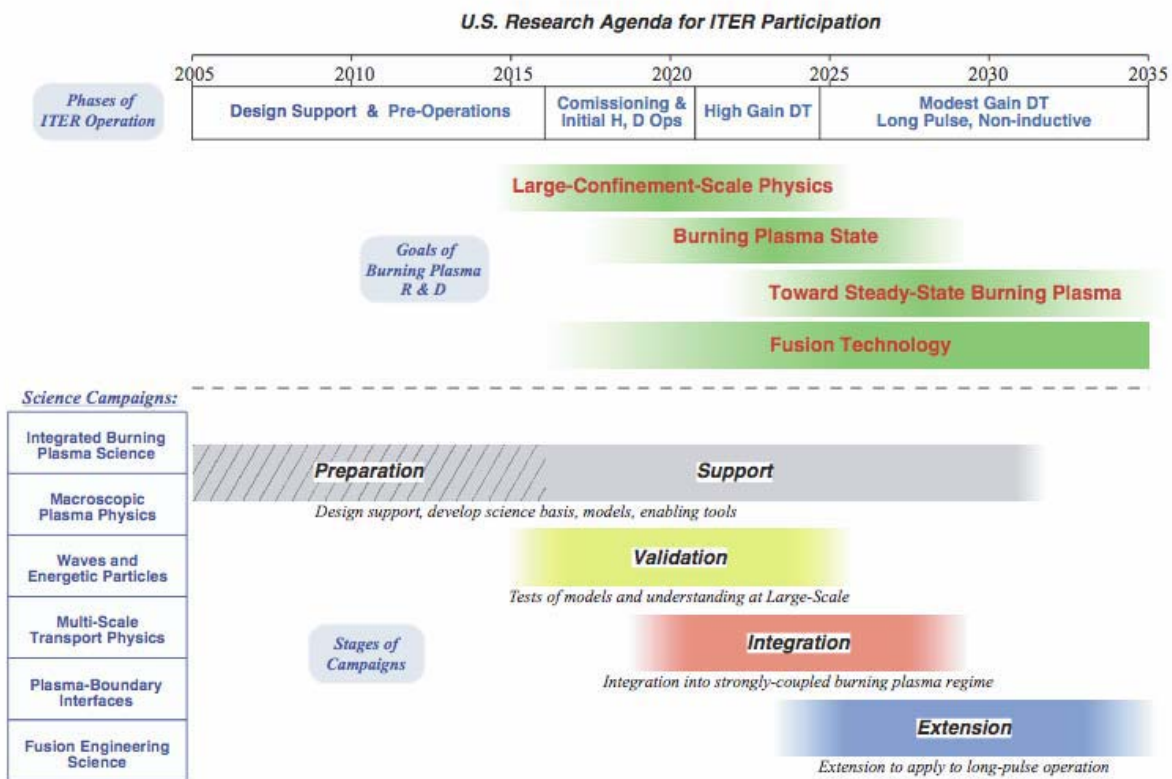 U.S. Research Agenda for ITER Participation
2005 2010 2015 2020 2025 2030 2035
Phases of
ITER Operation
Design Support & Pre-Operations
Comissioning &
Initial H, D Ops
High Gain DT
Modest Gain DT
Long Pulse, Non-inductive
Large-Confinement-Scale Physics
Goals of
Burning Plasma
R & D
Burning Plasma State
Toward Steady-State Burning Plasma
Fusion Technology
Science Campaigns:
Integrated Burning
Plasma Science
Macroscopic
Plasma Physics
Waves and
Energetic Particles
Multi-Scale
Transport Physics
Plasma-Boundary
Interfaces
Fusion Engineering
Science
Preparation
Support
Design support, develop science basis, models, enabling tools
Validation
Tests of models and understanding at Large-Scale
Stages of
Campaigns
Integration
Integration into strongly-coupled burning plasma regime
Extension
Extension to apply to long-pulse operation